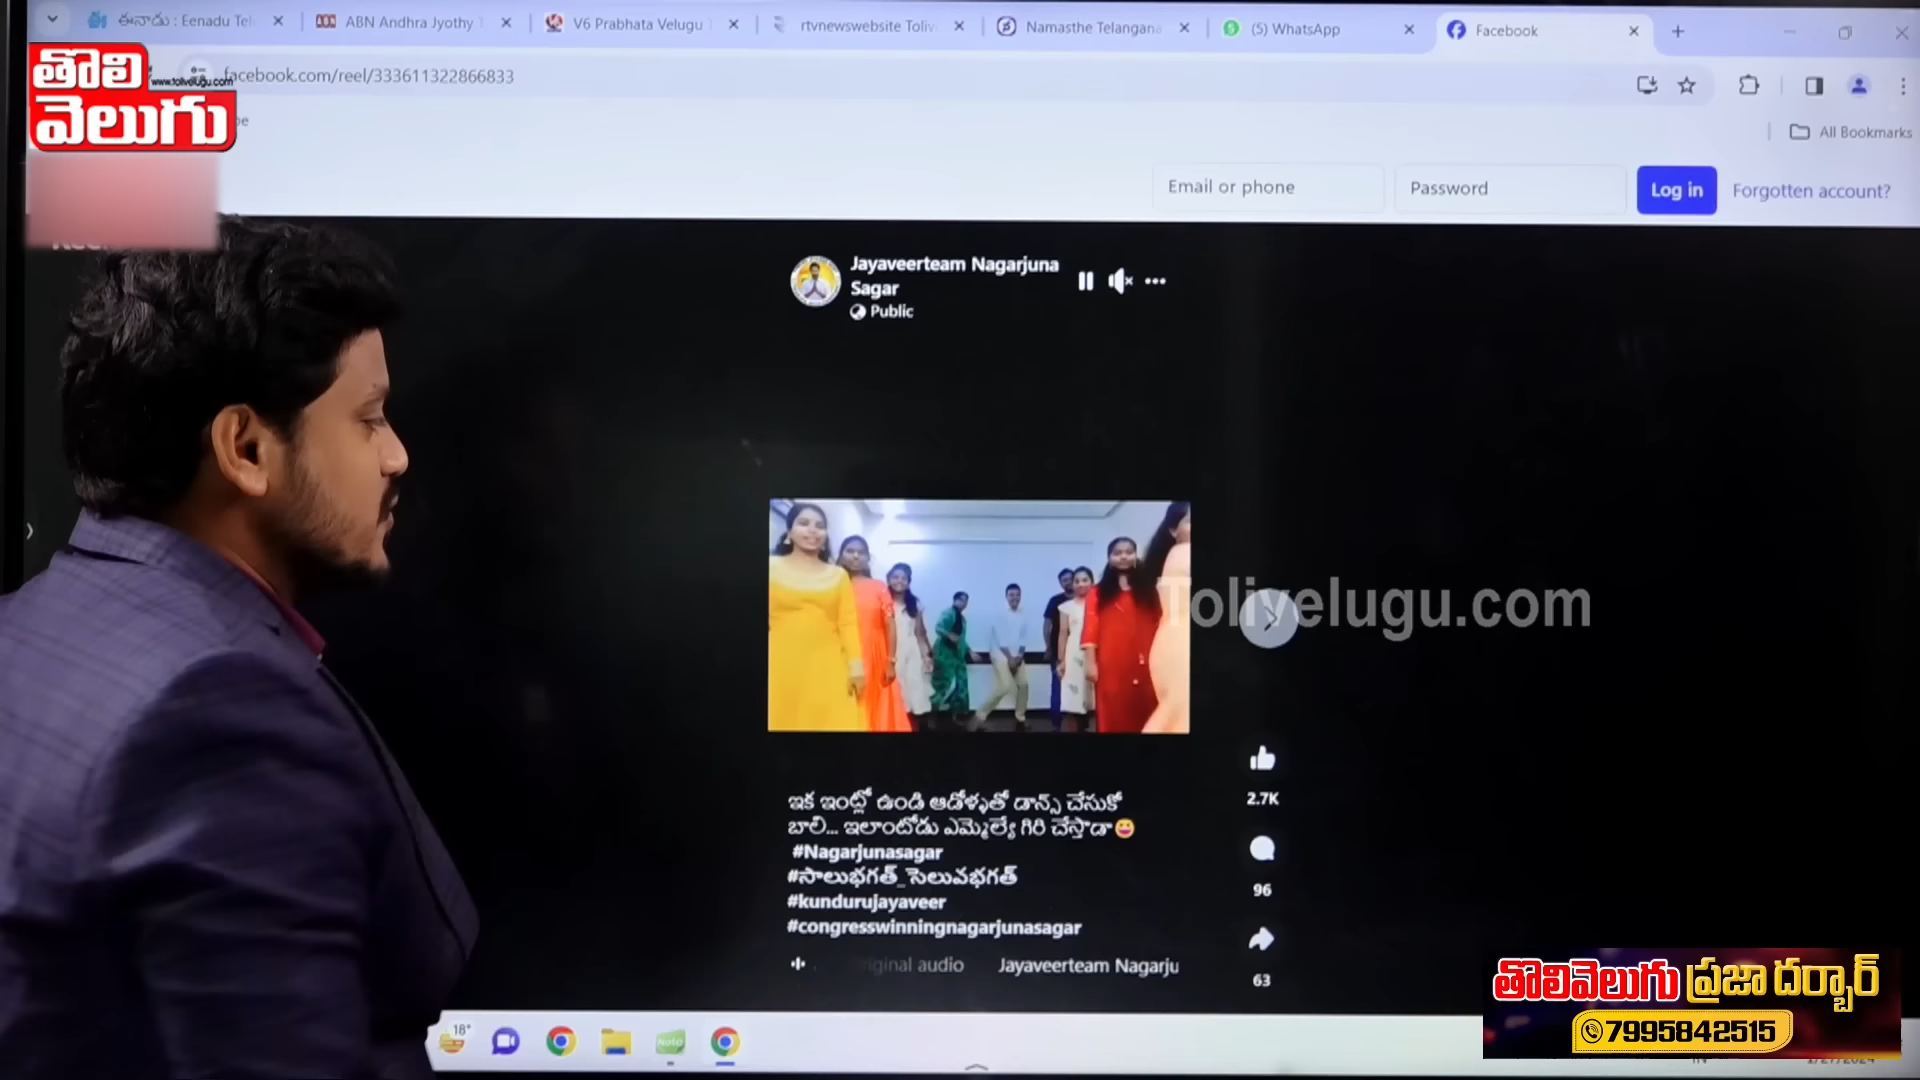 ఈనాడు : Eenadu Tel
ABN Andhra Jyothy T
V6 Prabhata Velugu
rtvnewswebsite Toliv
Namasthe Telangana
(5) WhatsApp
Facebook
తొలి
www.tolivelugu.com
వెలుగు
facebook.com/reel/333611322866833
All Bookmarks
Email or phone
Password
Log in
Forgotten account?
Jayaveerteam Nagarjuna
Sagar
Public
Tolivelugu.com
2.7K
ఇక ఇంట్లో ఉండి ఆడోళ్ళతో డాన్స్ చేసుకో
బాలి... ఇలాంటోడు ఎమ్మెల్యే గిరి చేస్తాడా😀
#Nagarjunasagar
#సాలుభగత్_సెలువభగత్
#kundurujayaveer
#congresswinningnagarjunasagar
96
63
audio
Jayaveerteam Nagarju
18°
తొలివెలుగు ప్రజా దర్బార్
7995842515